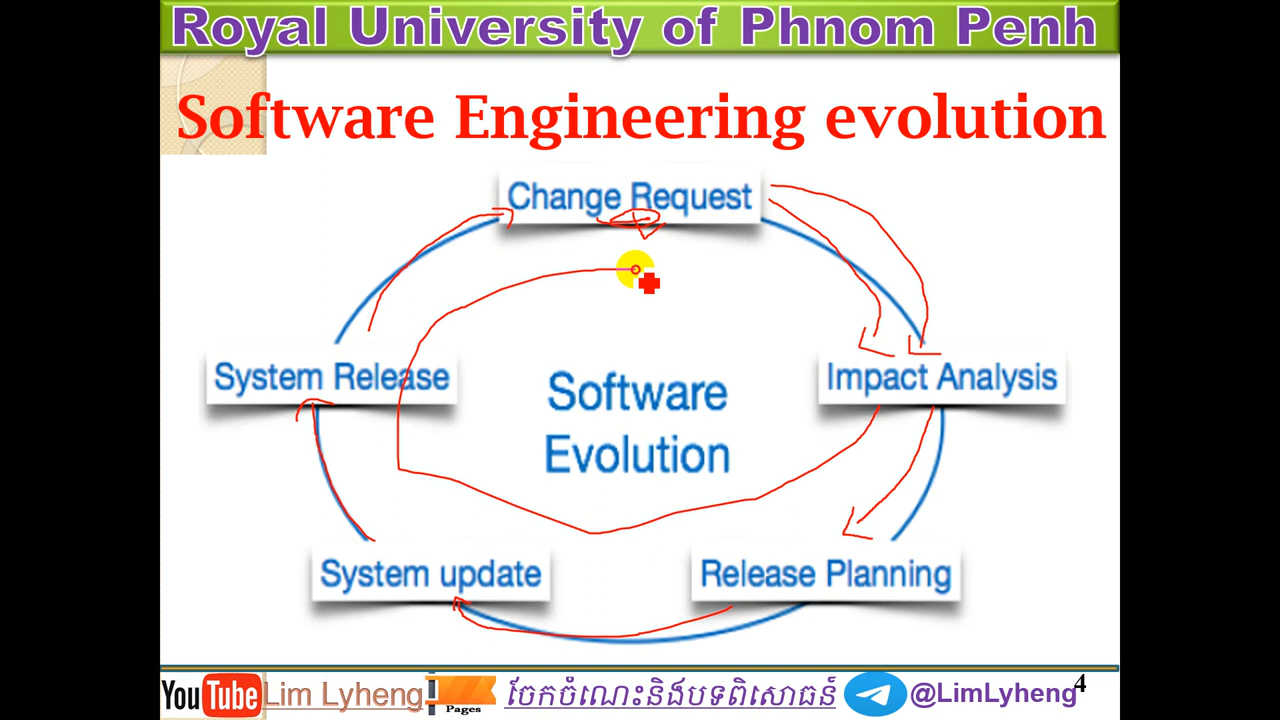 Royal University of Phnom Penh
Software Engineering evolution
Change Request
System Release
Impact Analysis
Software
Evolution
System update
Release Planning
YouTube Lim Lyheng Pages ចែកចំណេះនិងបទពិសោធន៍ @LimLyheng 4